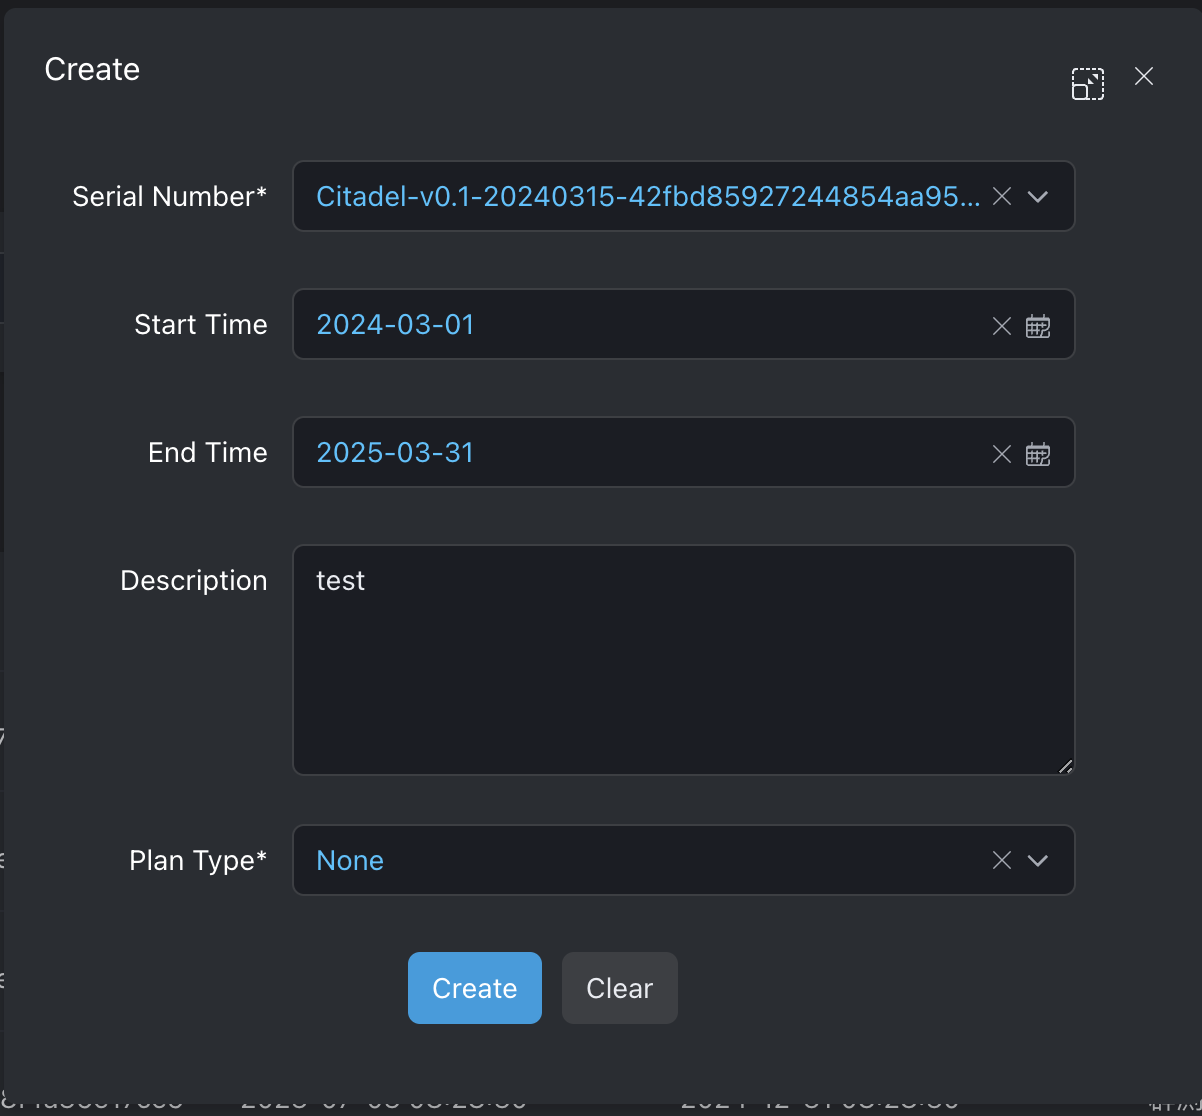 Create
Serial Number*
Citadel-v0.1-20240315-42fbd85927244854aa95...
Start Time
2024-03-01
End Time
2025-03-31
Description
test
Plan Type*
None
Create
Clear